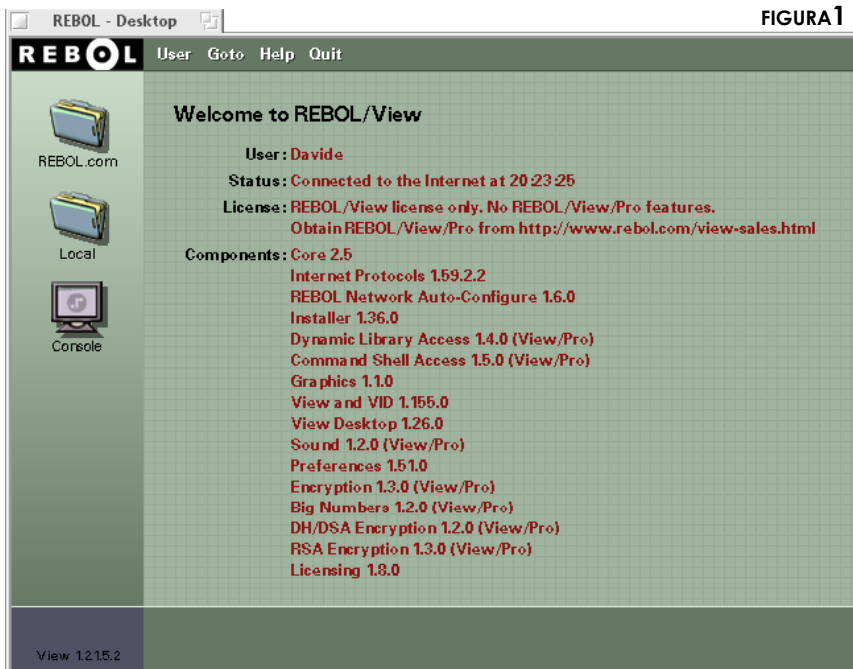 REBOL - Desktop
FIGURA1
REBOL
User Goto Help Quit
REBOL.com
Local
Console
Welcome to REBOL/View
User: Davide
Status: Connected to the Internet at 20:23:25
License: REBOL/View license only. No REBOL/View/Pro features.
Obtain REBOL/View/Pro from http://www.rebol.com/view-sales.html
Components: Core 2.5
Internet Protocols 1.59.2.2
REBOL Network Auto-Configure 1.6.0
Installer 1.36.0
Dynamic Library Access 1.4.0 (View/Pro)
Command Shell Access 1.5.0 (View/Pro)
Graphics 1.1.0
View and VID 1.155.0
View Desktop 1.26.0
Sound 1.2.0 (View/Pro)
Preferences 1.51.0
Encryption 1.3.0 (View/Pro)
Big Numbers 1.2.0 (View/Pro)
DH/DSA Encryption 1.2.0 (View/Pro)
RSA Encryption 1.3.0 (View/Pro)
Licensing 1.8.0
View 1.2.1.5.2